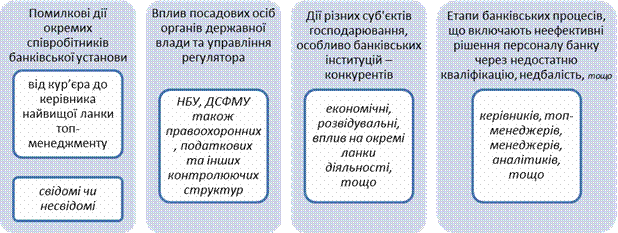 Помилкові дії
окремих
співробітників
банківської установи
від кур’єра до
керівника
найвищої ланки
топ-
менеджменту
свідомі чи
несвідомі
Вплив посадових осіб
органів державної
влади та управління
регулятора
НБУ, ДСФМУ
також
правоохоронних
, податкових
та інших
контролюючих
структур
Дії різних суб'єктів
господарювання,
особливо банківських
інституцій –
конкурентів
економічні,
розвідувальні,
вплив на окремі
ланки
діяльності,
тощо
Етапи банківських процесів,
що включають неефективні
рішення персоналу банку
через недостатню
кваліфікацію, недбалість, тощо
керівників, топ-
менеджерів,
менеджерів,
аналітиків,
тощо